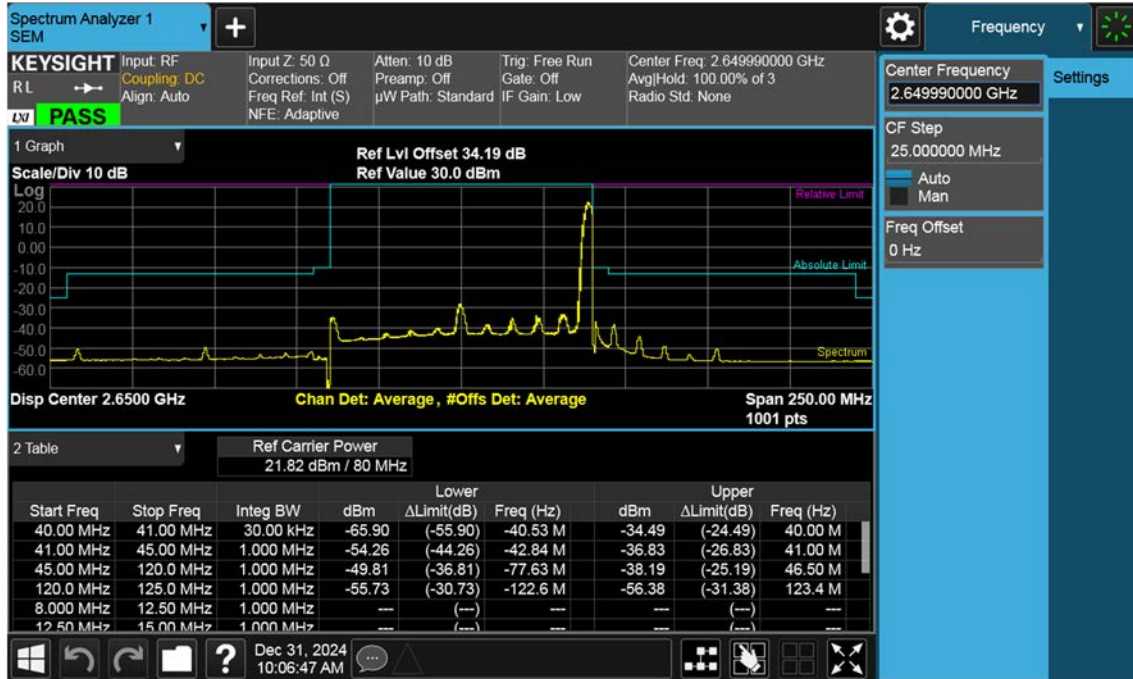 Spectrum Analyzer 1
SEM
Frequency
KEYSIGHT
RL
LXI
PASS
Input: RF
Coupling: DC
Align: Auto
Input Z: 50 Ω
Corrections: Off
Freq Ref: Int (S)
NFE: Adaptive
Atten: 10 dB
Preamp: Off
µW Path: Standard
Trig: Free Run
Gate: Off
IF Gain: Low
Center Freq: 2.649990000 GHz
Avg|Hold: 100.00% of 3
Radio Std: None
Center Frequency
2.649990000 GHz
Settings
CF Step
25.000000 MHz
Auto
Man
Freq Offset
0 Hz
1 Graph
Scale/Div 10 dB
Ref Lvl Offset 34.19 dB
Ref Value 30.0 dBm
Log
20.0
10.0
0.00
-10.0
-20.0
-30.0
-40.0
-50.0
-60.0
Relative Limit
Absolute Limit
Spectrum
Disp Center 2.6500 GHz
Chan Det: Average, #Offs Det: Average
Span 250.00 MHz
1001 pts
2 Table
Ref Carrier Power
21.82 dBm / 80 MHz
Lower Upper
Start Freq Stop Freq Integ BW dBm ΔLimit(dB) Freq (Hz) dBm ΔLimit(dB) Freq (Hz)
40.00 MHz 41.00 MHz 30.00 kHz -65.90 (-55.90) -40.53 M -34.49 (-24.49) 40.00 M
41.00 MHz 45.00 MHz 1.000 MHz -54.26 (-44.26) -42.84 M -36.83 (-26.83) 41.00 M
45.00 MHz 120.0 MHz 1.000 MHz -49.81 (-36.81) -77.63 M -38.19 (-25.19) 46.50 M
120.0 MHz 125.0 MHz 1.000 MHz -55.73 (-30.73) -122.6 M -56.38 (-31.38) 123.4 M
8.000 MHz 12.50 MHz 1.000 MHz --- (---) --- --- (---) ---
12.50 MHz 15.00 MHz 1.000 MHz --- (---) --- --- (---) ---
?
Dec 31, 2024
10:06:47 AM